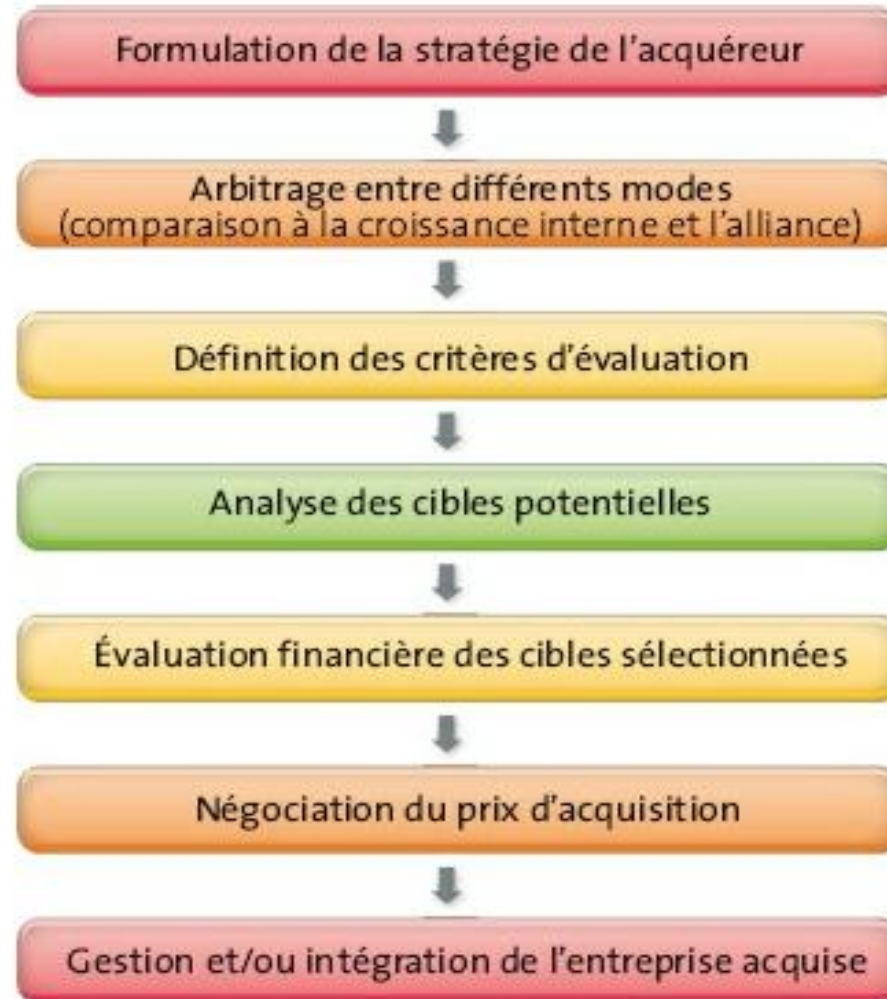 Formulation de la stratégie de l'acquéreur
Arbitrage entre différents modes
(comparaison à la croissance interne et l'alliance)
Définition des critères d'évaluation
Analyse des cibles potentielles
Évaluation financière des cibles sélectionnées
Négociation du prix d'acquisition
Gestion et/ou intégration de l'entreprise acquise